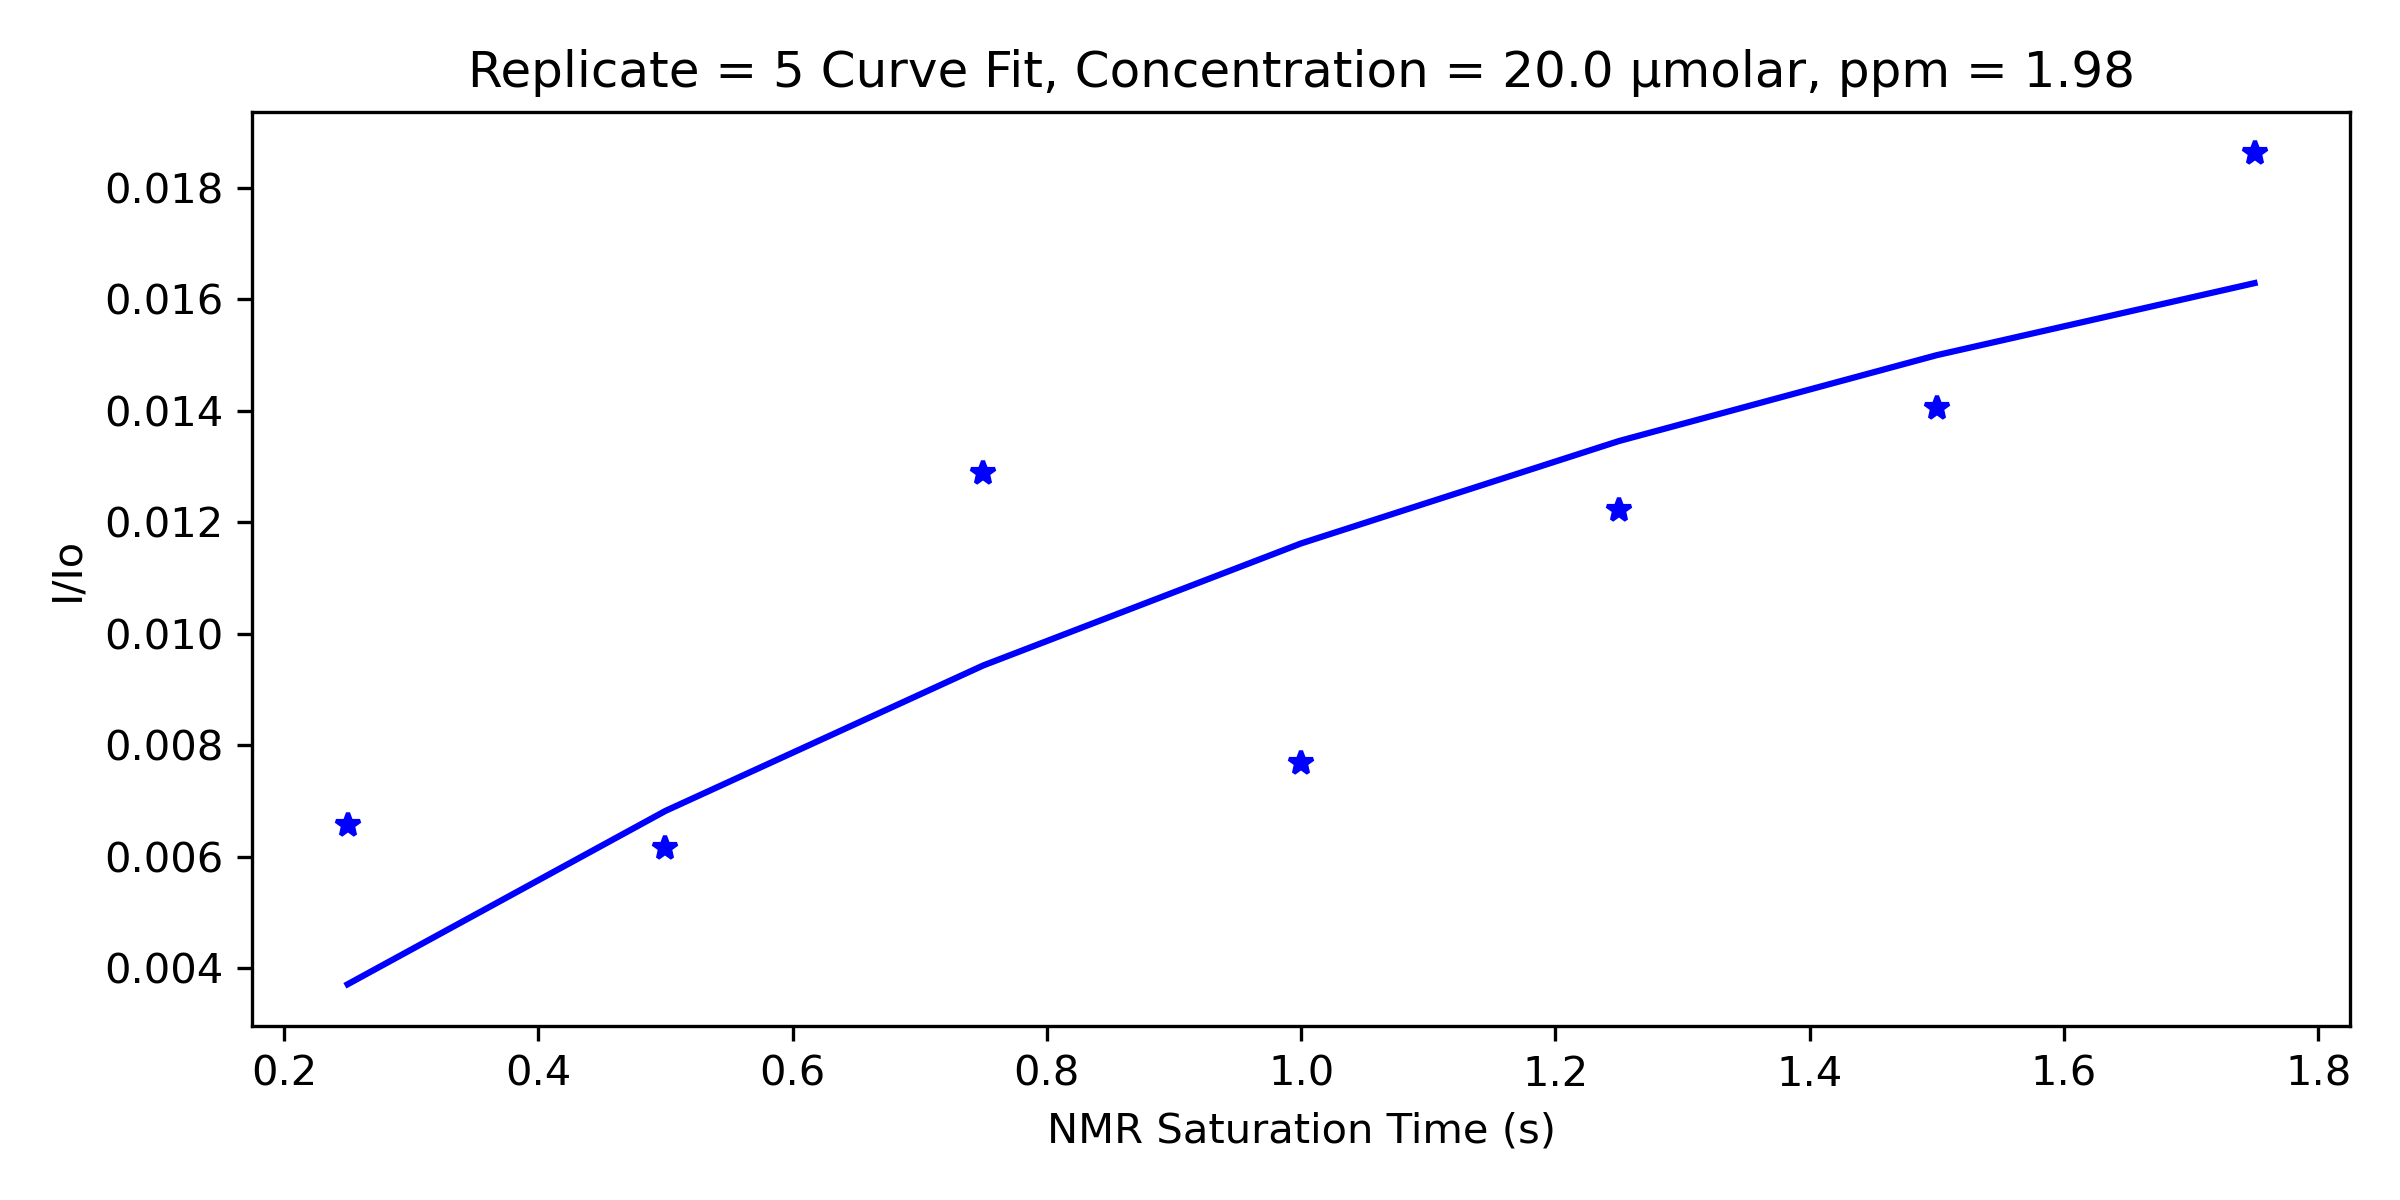 Replicate = 5 Curve Fit, Concentration = 20.0 µmolar, ppm = 1.98
0.018
0.016
0.014
0.012
0.010
0.008
0.006
0.004
I/Io
0.2 0.4 0.6 0.8 1.0 1.2 1.4 1.6 1.8
NMR Saturation Time (s)